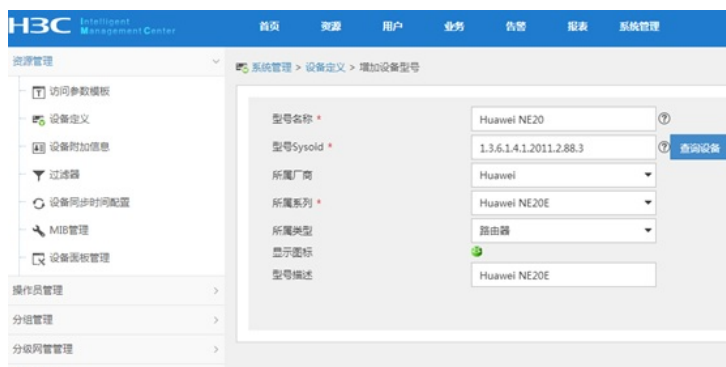 H3C Intelligent Management Center
首页 资源 用户 业务 告警 报表 系统管理
资源管理
系统管理 > 设备定义 > 增加设备型号
访问参数模板
设备定义
设备附加信息
过滤器
设备同步时间配置
MIB管理
设备面板管理
操作员管理
分组管理
分级网管管理
型号名称 * Huawei NE20
型号Sysoid * 1.3.6.1.4.1.2011.2.88.3 查询设备
所属厂商 Huawei
所属系列 * Huawei NE20E
所属类型 路由器
显示图标
型号描述 Huawei NE20E